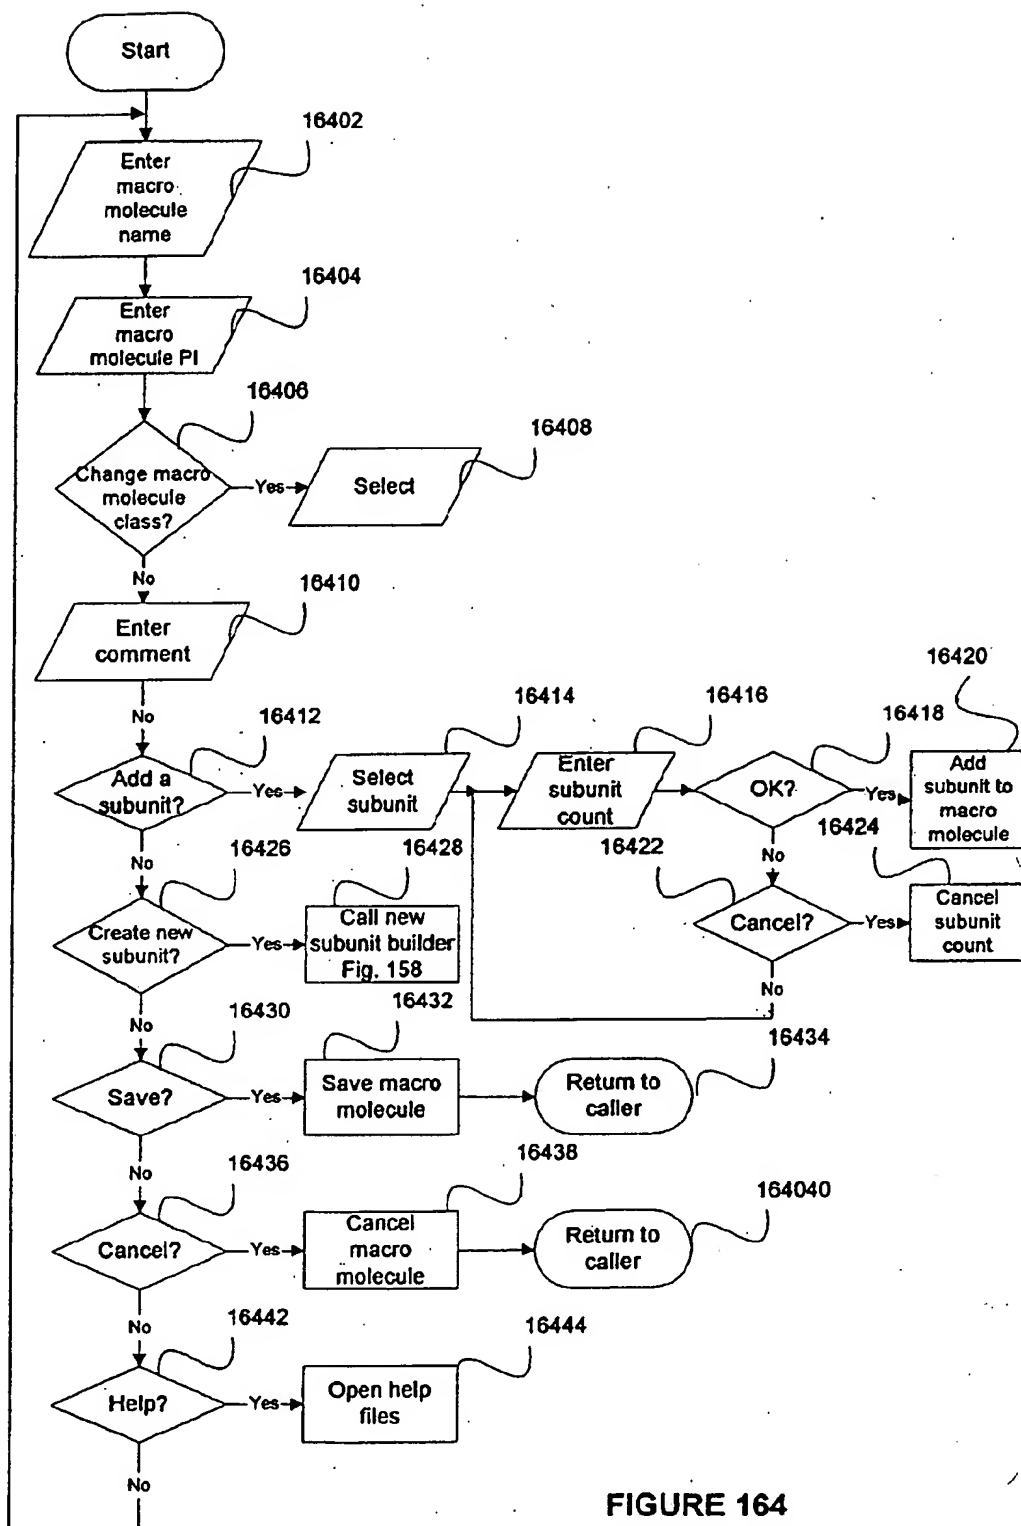 Start
16402
Enter
macro
molecule
name
16404
Enter
macro
molecule PI
16406
16408
Change macro
molecule
class?
Yes
Select
No
16410
Enter
comment
No
16412
16414
16416
16420
16418
Add a
subunit?
Yes
Select
subunit
Enter
subunit
count
OK?
Yes
Add
subunit to
macro
molecule
No
16426
16428
16422
No
16424
Create new
subunit?
Yes
Call new
subunit builder
Fig. 158
Cancel?
Yes
Cancel
subunit
count
No
No
16430
16432
16434
Save?
Yes
Save macro
molecule
Return to
caller
No
16436
16438
164040
Cancel?
Yes
Cancel
macro
molecule
Return to
caller
No
16442
16444
Help?
Yes
Open help
files
No
FIGURE 164